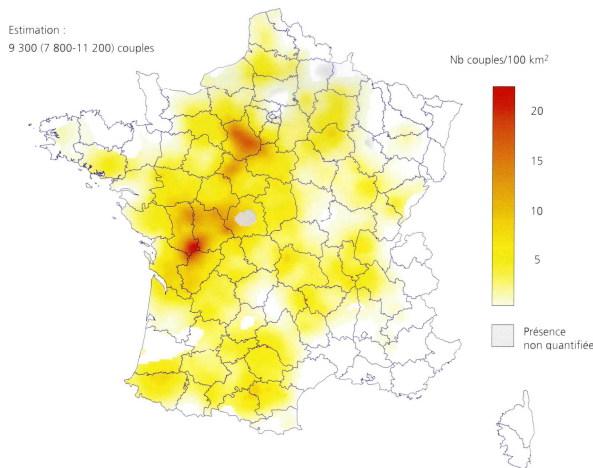 Estimation :
9 300 (7 800-11 200) couples
Nb couples/100 km²
20
15
10
5
Présence
non quantifiée